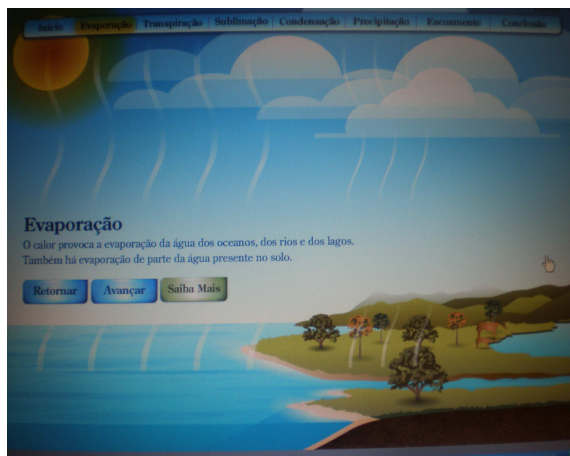 Início Evaporação Transpiração Sublimação Condensação Precipitação Escoamento Conclusão
Evaporação
O calor provoca a evaporação da água dos oceanos, dos rios e dos lagos.
Também há evaporação de parte da água presente no solo.
Retornar Avançar Saiba Mais